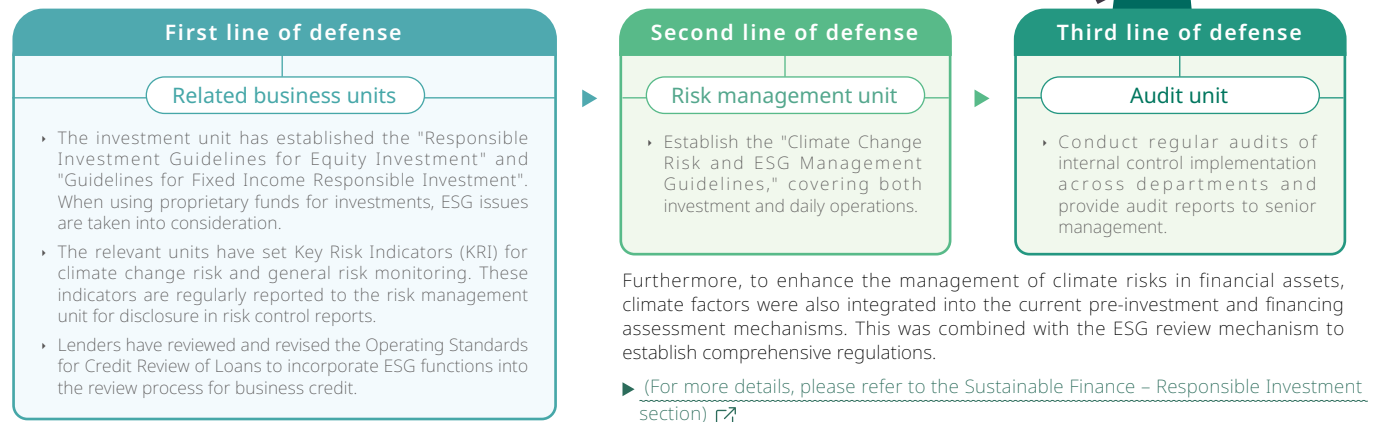 First line of defense
Related business units
The investment unit has established the "Responsible
Investment Guidelines for Equity Investment" and
"Guidelines for Fixed Income Responsible Investment".
When using proprietary funds for investments, ESG issues
are taken into consideration.
The relevant units have set Key Risk Indicators (KRI) for
climate change risk and general risk monitoring. These
indicators are regularly reported to the risk management
unit for disclosure in risk control reports.
Lenders have reviewed and revised the Operating Standards
for Credit Review of Loans to incorporate ESG functions into
the review process for business credit.
Second line of defense
Risk management unit
Establish the "Climate Change
Risk and ESG Management
Guidelines," covering both
investment and daily operations.
Third line of defense
Audit unit
Conduct regular audits of
internal control implementation
across departments and
provide audit reports to senior
management.
Furthermore, to enhance the management of climate risks in financial assets,
climate factors were also integrated into the current pre-investment and financing
assessment mechanisms. This was combined with the ESG review mechanism to
establish comprehensive regulations.
(For more details, please refer to the Sustainable Finance – Responsible Investment
section)